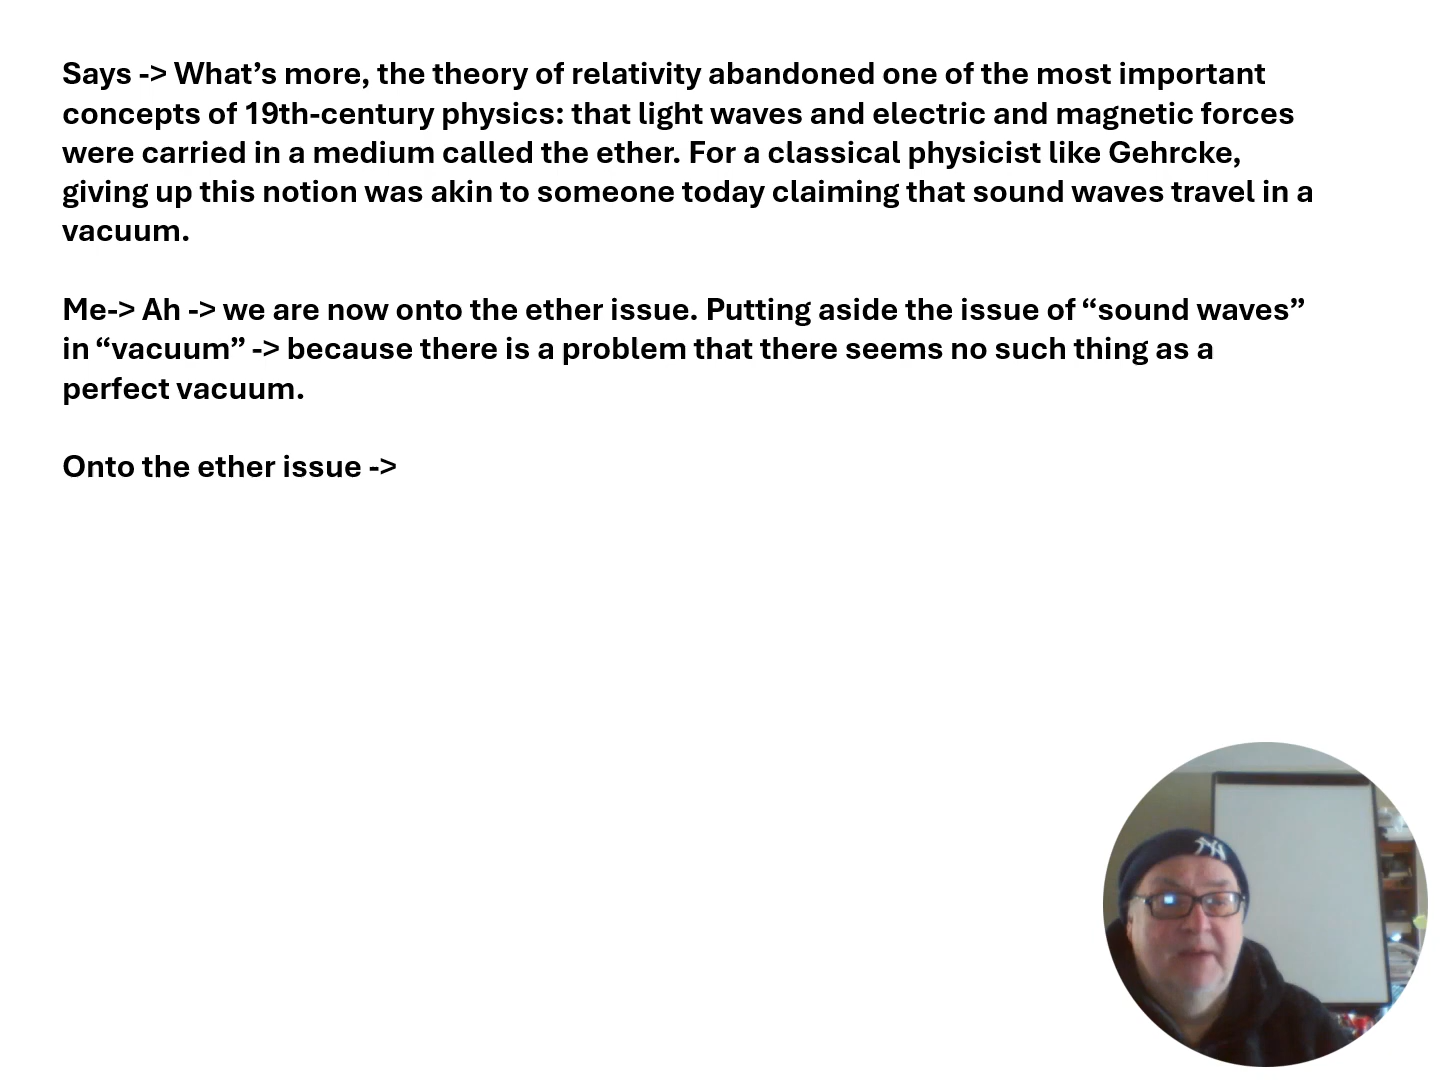 Says -> What’s more, the theory of relativity abandoned one of the most important
concepts of 19th-century physics: that light waves and electric and magnetic forces
were carried in a medium called the ether. For a classical physicist like Gehrcke,
giving up this notion was akin to someone today claiming that sound waves travel in a
vacuum.
Me-> Ah -> we are now onto the ether issue. Putting aside the issue of “sound waves”
in “vacuum” -> because there is a problem that there seems no such thing as a
perfect vacuum.
Onto the ether issue ->
NY